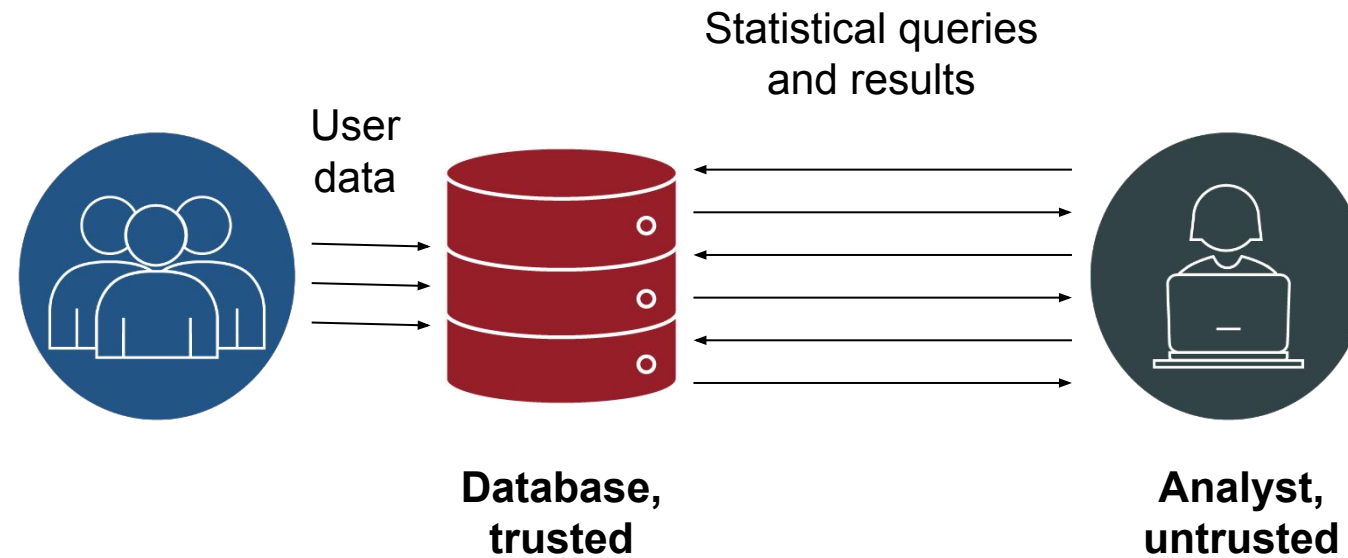 Statistical queries
and results
User
data
Database,
trusted
Analyst,
untrusted